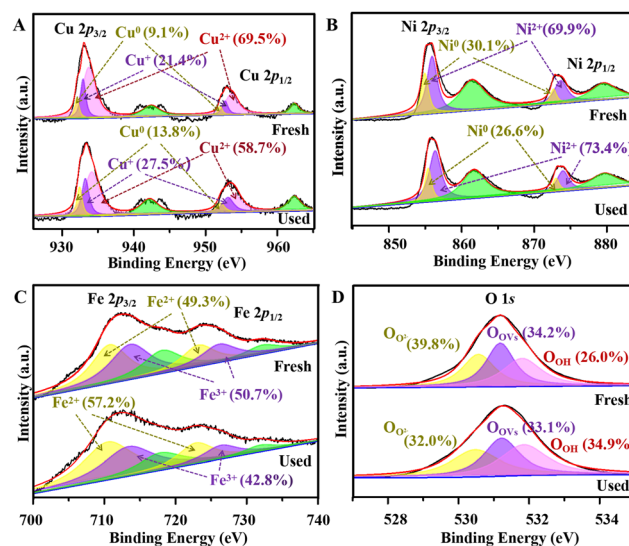 A
Cu 2p3/2
Cu⁰ (9.1%)
Cu²⁺ (69.5%)
Cu⁺ (21.4%)
Cu 2p1/2
Fresh
Cu⁰ (13.8%)
Cu²⁺ (58.7%)
Cu⁺ (27.5%)
Used
Intensity (a.u.)
930 940 950 960
Binding Energy (eV)
B
Ni 2p3/2
Ni²⁺ (69.9%)
Ni⁰ (30.1%)
Ni 2p1/2
Fresh
Ni⁰ (26.6%)
Ni²⁺ (73.4%)
Used
Intensity (a.u.)
850 860 870 880
Binding Energy (eV)
C
Fe 2p3/2
Fe²⁺ (49.3%)
Fe 2p1/2
Fresh
Fe³⁺ (50.7%)
Fe²⁺ (57.2%)
Used
Fe³⁺ (42.8%)
Intensity (a.u.)
700 710 720 730 740
Binding Energy (eV)
D
O 1s
OO²⁻ (39.8%)
OOVs (34.2%)
OOH (26.0%)
Fresh
OO²⁻ (32.0%)
OOVs (33.1%)
OOH (34.9%)
Used
Intensity (a.u.)
528 530 532 534
Binding Energy (eV)